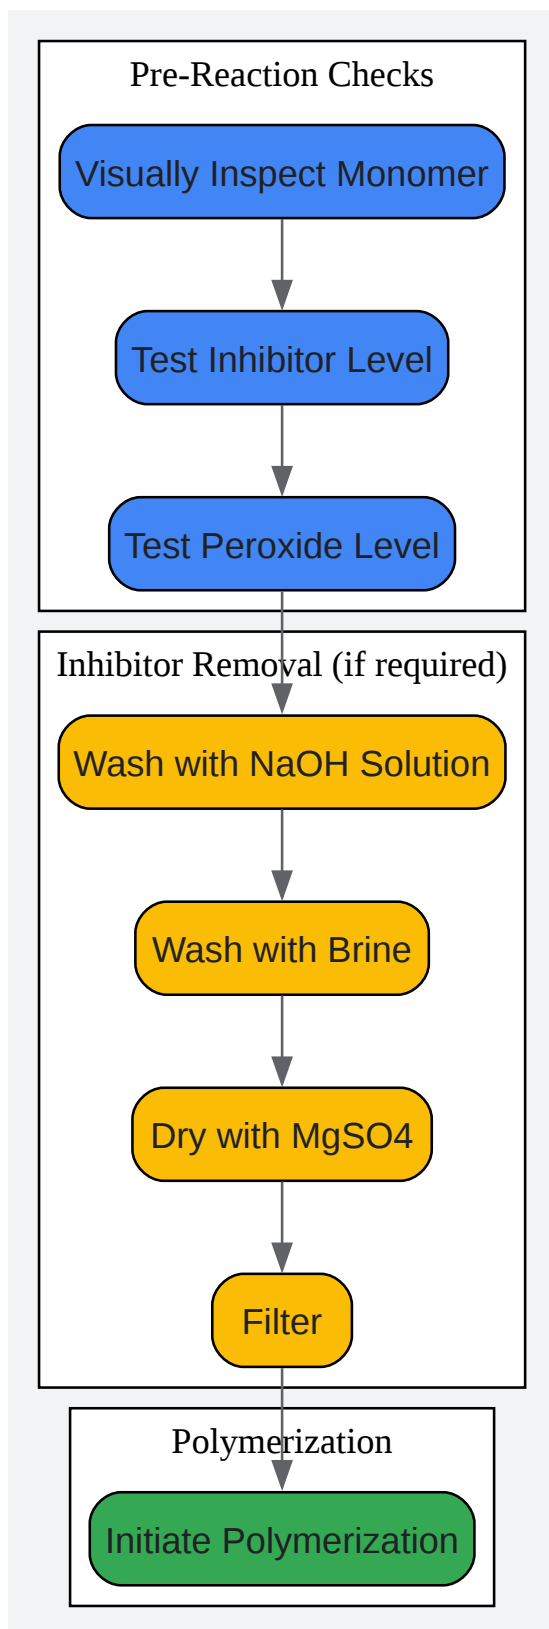 Pre-Reaction Checks
Visually Inspect Monomer
Test Inhibitor Level
Test Peroxide Level
Inhibitor Removal (if required)
Wash with NaOH Solution
Wash with Brine
Dry with MgSO4
Filter
Polymerization
Initiate Polymerization